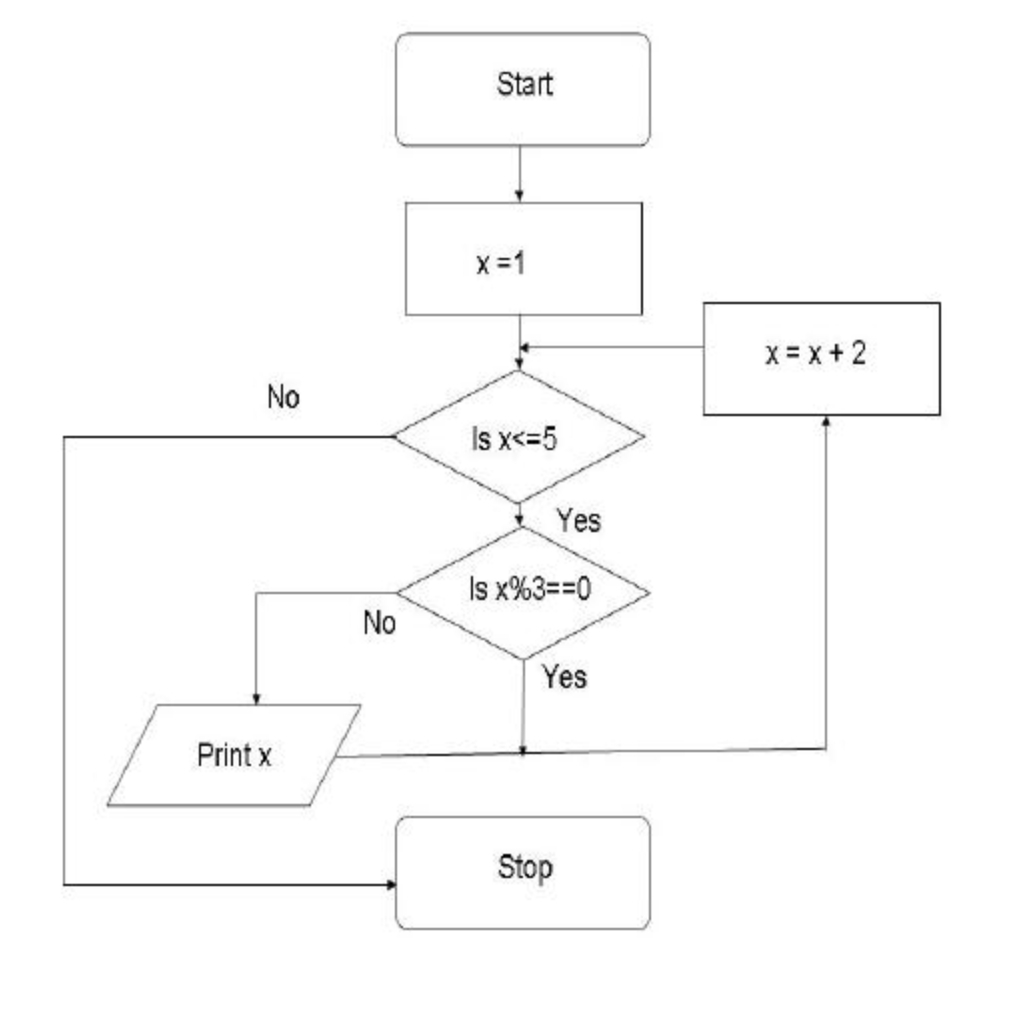 Start
x =1
x = x + 2
No
Is x<=5
Yes
Is x%3==0
No
Yes
Print x
Stop